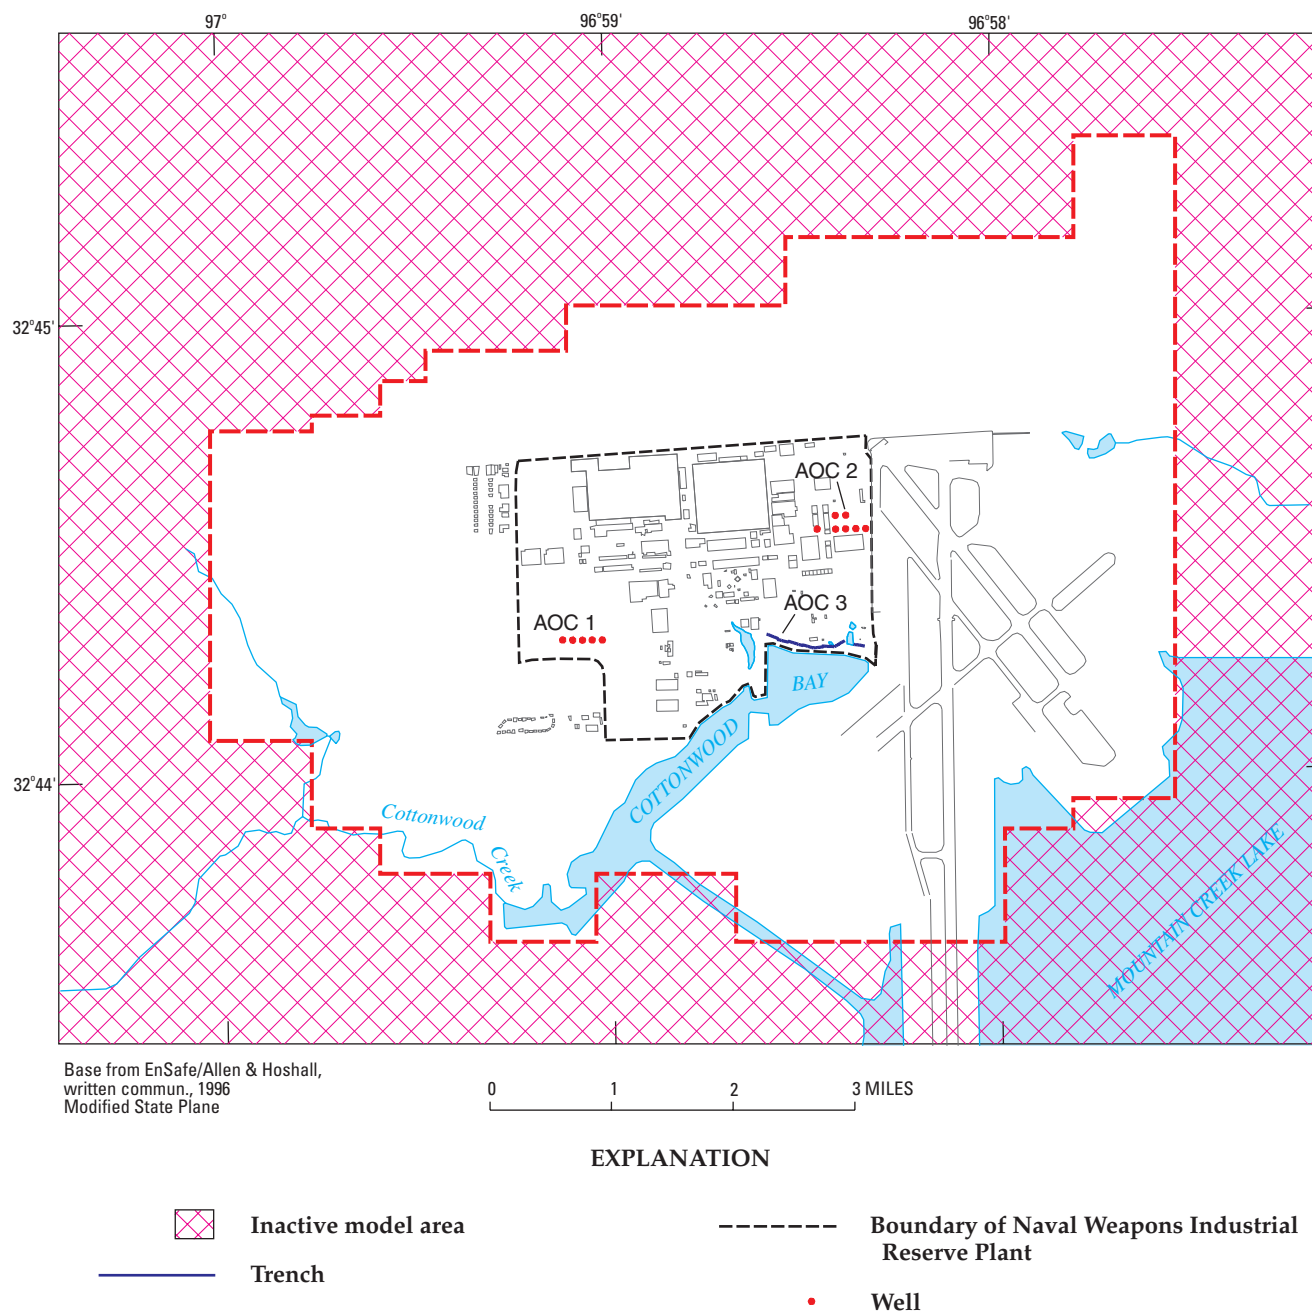 97°
96°59'
96°58'
32°45'
AOC 2
AOC 3
AOC 1
BAY
COTTONWOOD
32°44'
Cottonwood
Creek
MOUNTAIN CREEK LAKE
Base from EnSafe/Allen & Hoshall,
written commun., 1996
Modified State Plane
0 1 2 3 MILES
EXPLANATION
Inactive model area
Trench
Boundary of Naval Weapons Industrial
Reserve Plant
Well